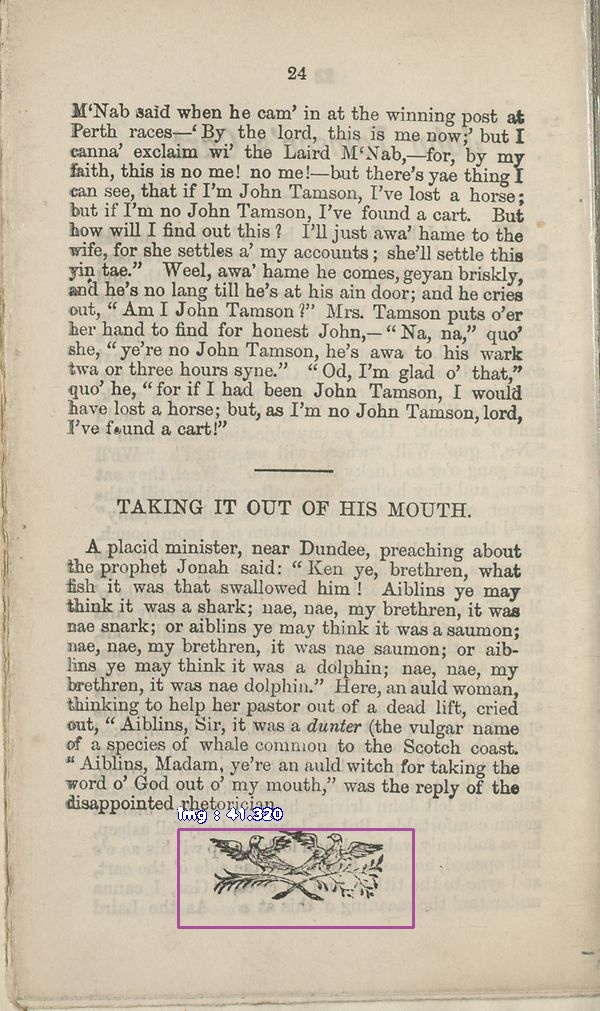 24
M‘Nab said when he cam’ in at the winning post at
Perth races—‘By the lord, this is me now;’ but I
canna’ exclaim wi’ the Laird M‘Nab,—for, by my
faith, this is no me! no me!—but there’s yae thing I
can see, that if I’m John Tamson, I’ve lost a horse;
but if I’m no John Tamson, I’ve found a cart. But
how will I find out this? I’ll just awa’ hame to the
wife, for she settles a’ my accounts; she’ll settle this
yin tae.” Weel, awa’ hame he comes, geyan briskly,
and he’s no lang till he’s at his ain door; and he cries
out, “Am I John Tamson?” Mrs. Tamson puts o’er
her hand to find for honest John,—“Na, na,” quo’
she, “ye’re no John Tamson, he’s awa to his wark
twa or three hours syne.” “Od, I’m glad o’ that,”
quo’ he, “for if I had been John Tamson, I would
have lost a horse; but, as I’m no John Tamson, lord,
I’ve found a cart!”
TAKING IT OUT OF HIS MOUTH.
A placid minister, near Dundee, preaching about
the prophet Jonah said: “Ken ye, brethren, what
fish it was that swallowed him! Aiblins ye may
think it was a shark; nae, nae, my brethren, it was
nae snark; or aiblins ye may think it was a saumon;
nae, nae, my brethren, it was nae saumon; or aib-
lins ye may think it was a dolphin; nae, nae, my
brethren, it was nae dolphin.” Here, an auld woman,
thinking to help her pastor out of a dead lift, cried
out, “Aiblins, Sir, it was a dunter (the vulgar name
of a species of whale common to the Scotch coast.
“Aiblins, Madam, ye’re an auld witch for taking the
word o’ God out o’ my mouth,” was the reply of the
disappointed rhetorician.
img : 41.320